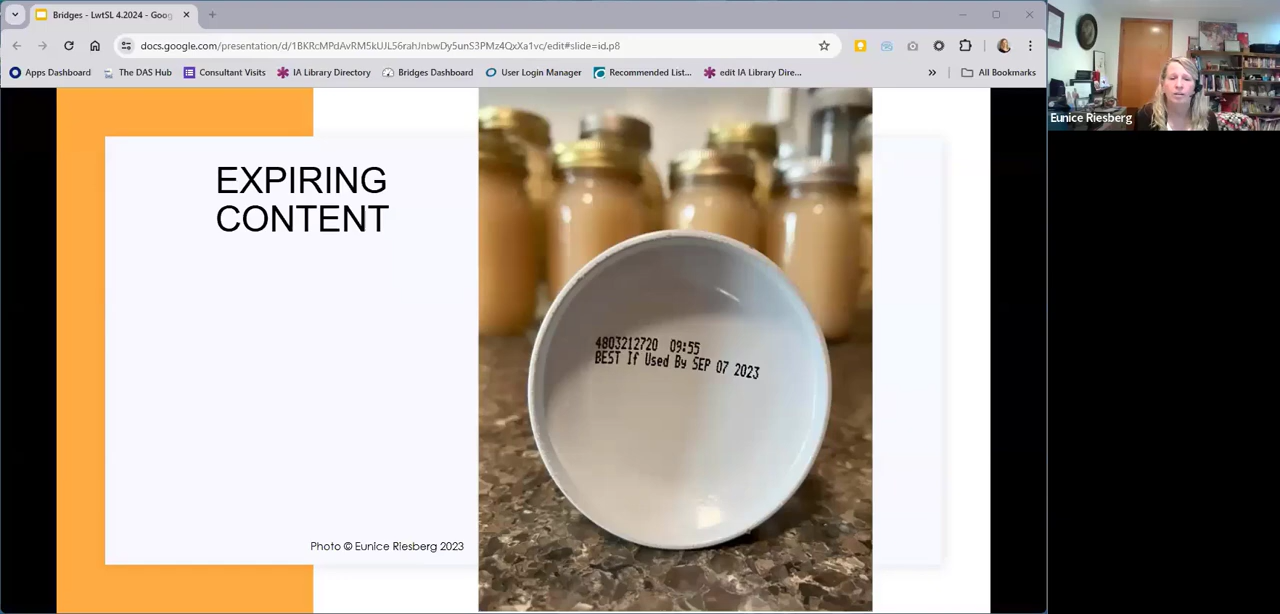 Bridges - LwtSL 4.2024 - Goog
docs.google.com/presentation/d/1BKRcMPdAvRM5kUJL56rahJnbwDy5unS3PMz4QxXa1vc/edit#slide=id.p8
Apps Dashboard
The DAS Hub
Consultant Visits
IA Library Directory
Bridges Dashboard
User Login Manager
Recommended List...
edit IA Library Dire...
»
All Bookmarks
Eunice Riesberg
EXPIRING
CONTENT
4803212720 09:55
BEST If Used By SEP 07 2023
Photo © Eunice Riesberg 2023